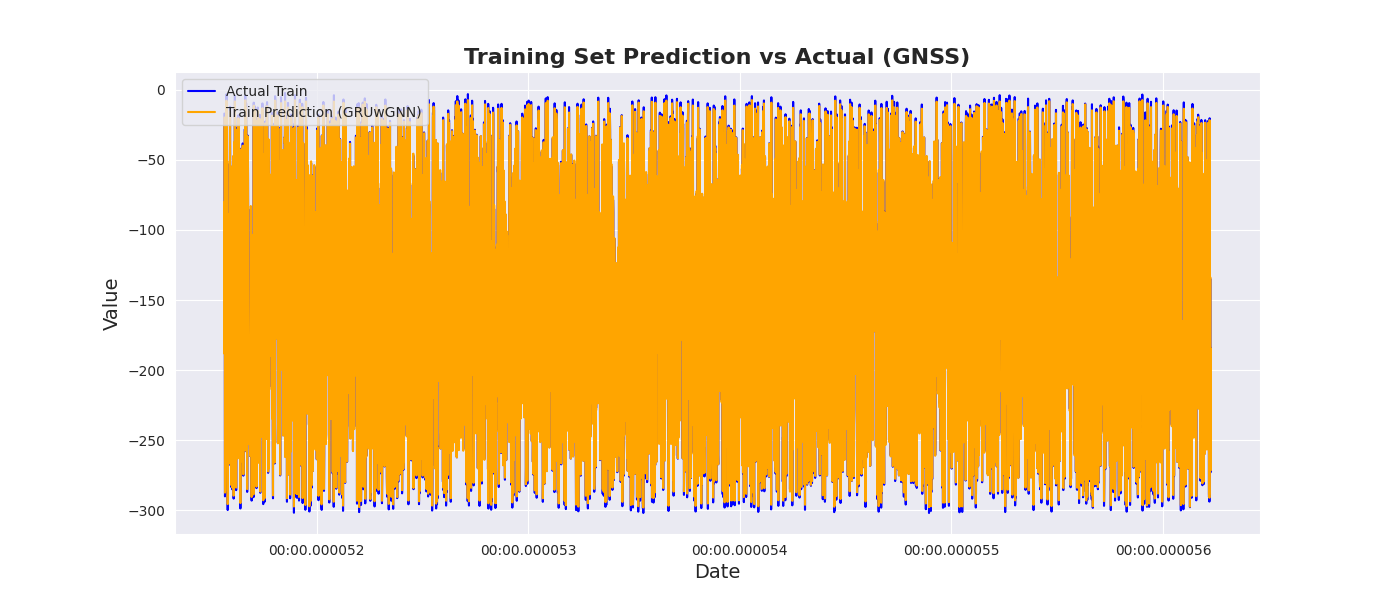 Training Set Prediction vs Actual (GNSS)
Actual Train
Train Prediction (GRUwGNN)
0
−50
−100
−150
−200
−250
−300
Value
00:00.000052 00:00.000053 00:00.000054 00:00.000055 00:00.000056
Date